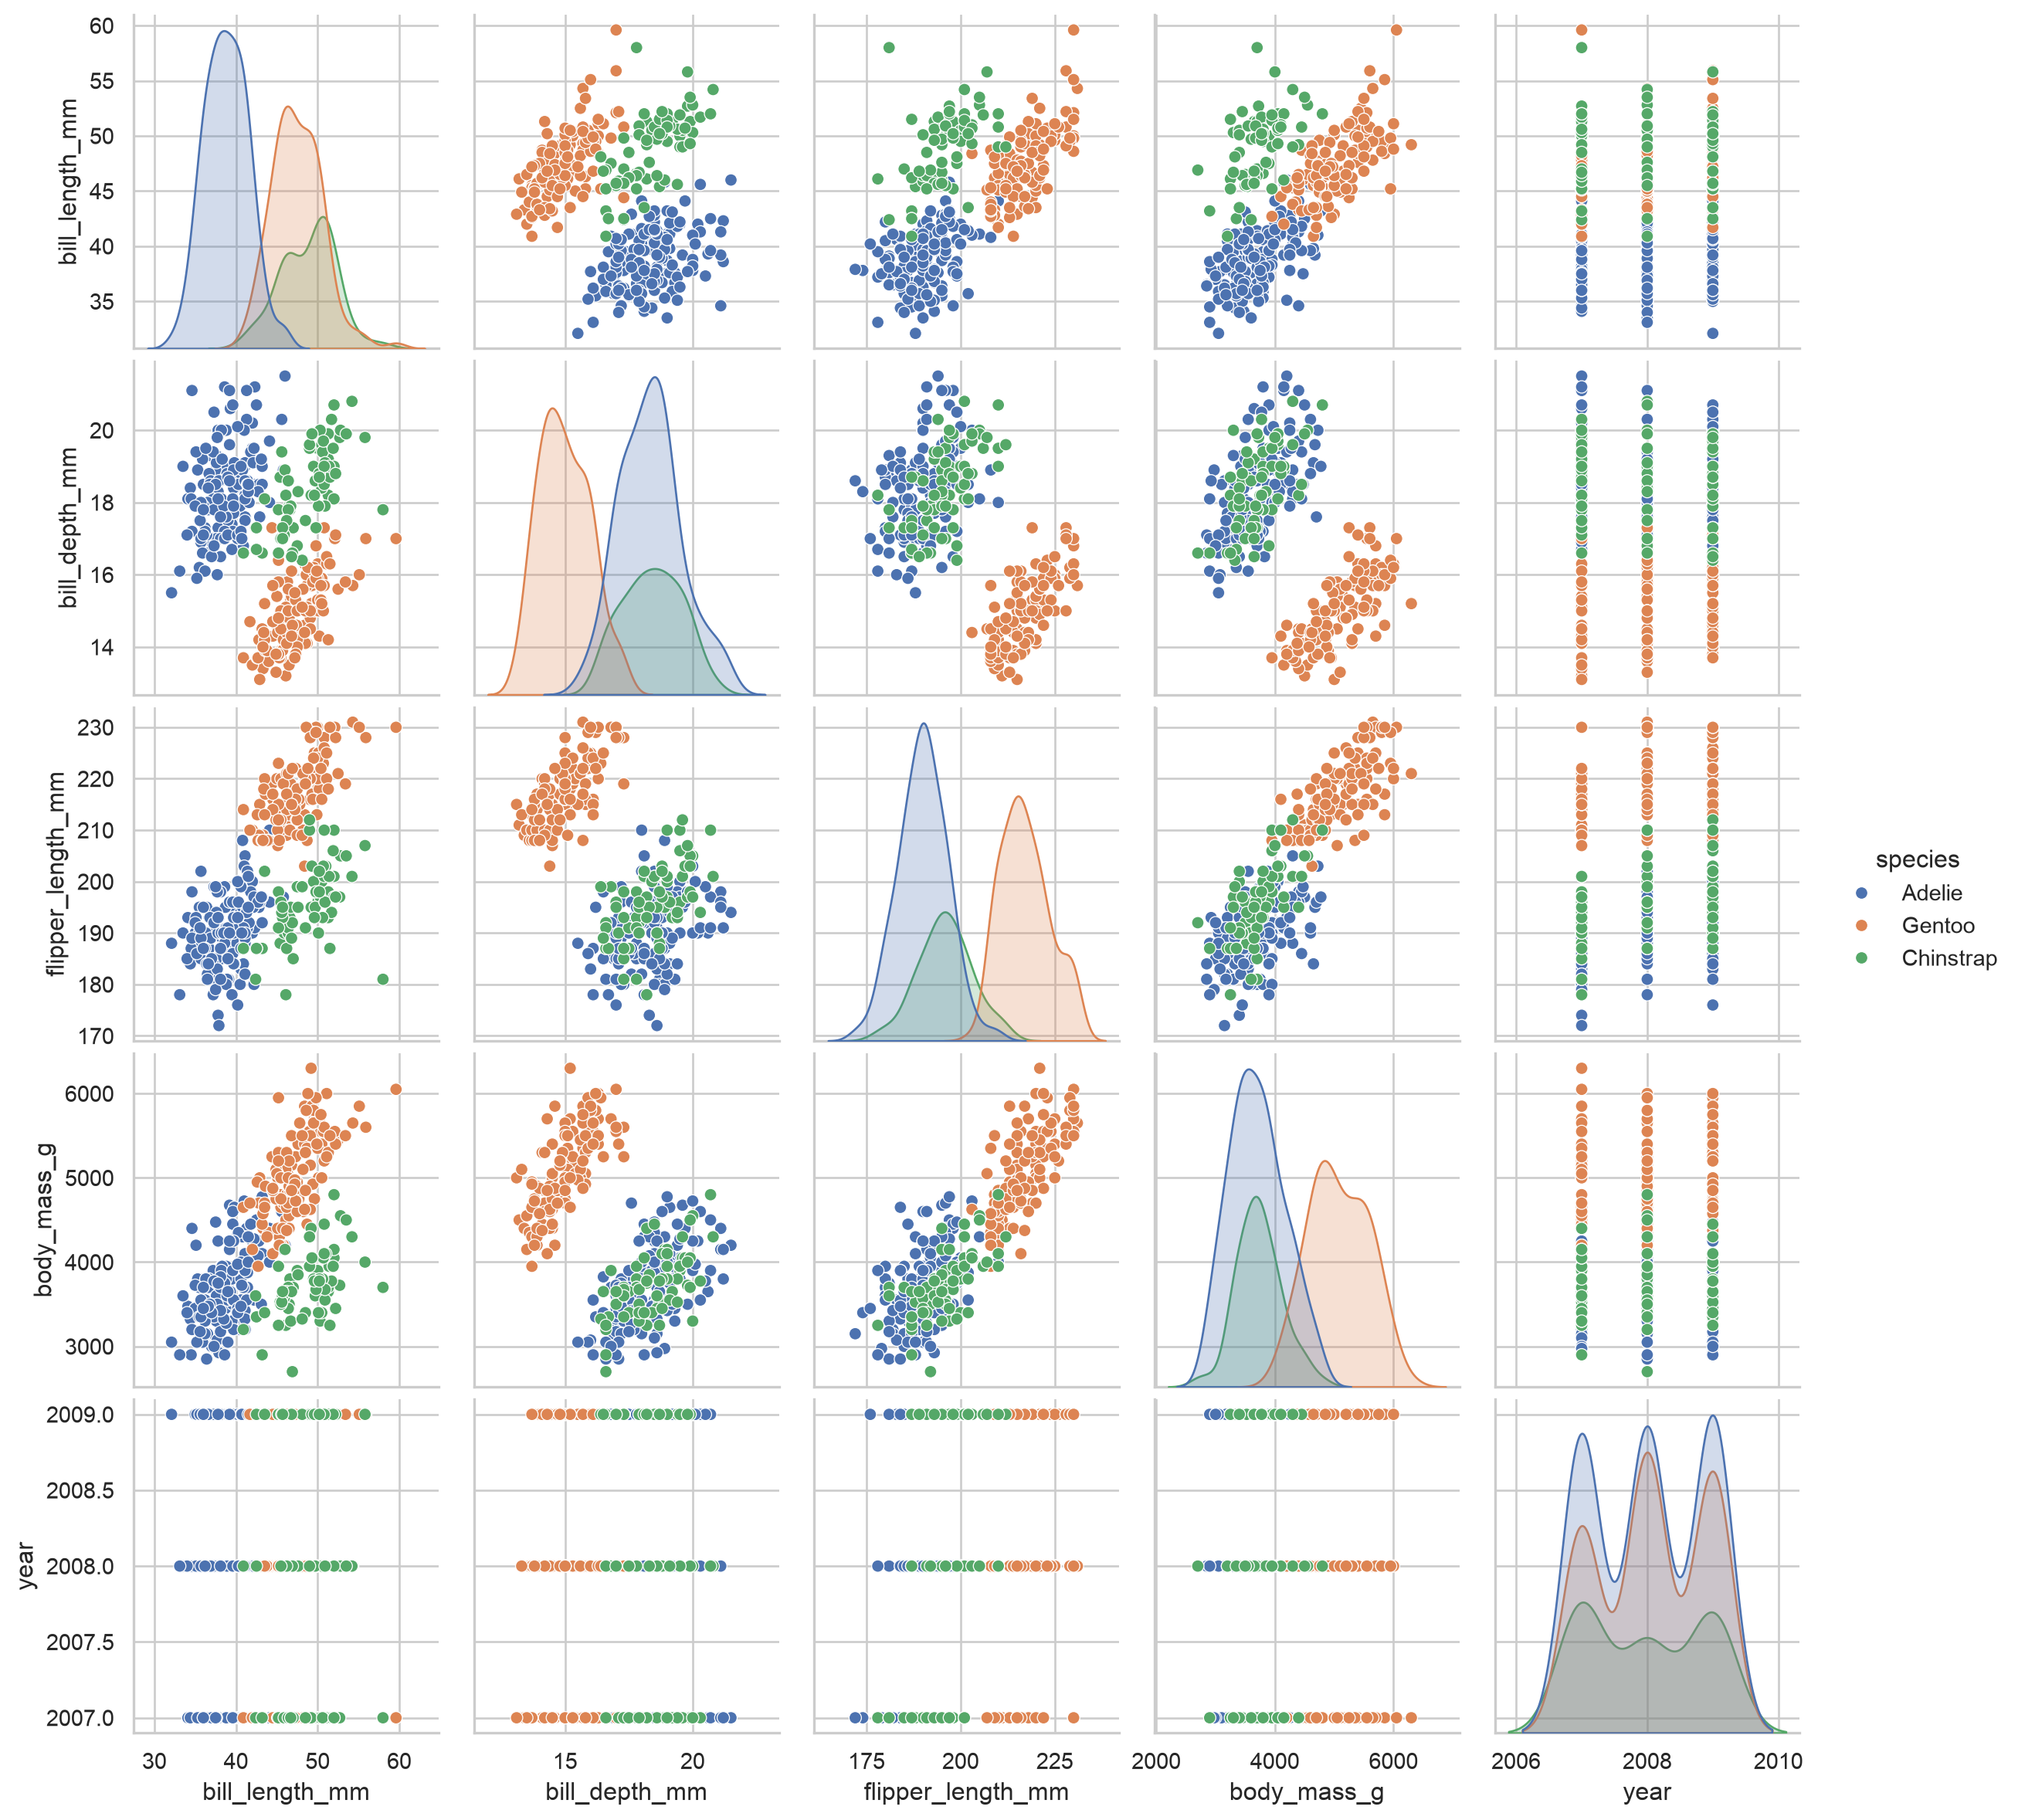 60
55
50
45
40
35
bill_length_mm
20
18
16
14
bill_depth_mm
230
220
210
200
190
180
170
flipper_length_mm
species
Adelie
Gentoo
Chinstrap
6000
5000
4000
3000
body_mass_g
2009.0
2008.5
2008.0
2007.5
2007.0
year
30 40 50 60
15 20
175 200 225
2000 4000 6000
2006 2008 2010
bill_length_mm
bill_depth_mm
flipper_length_mm
body_mass_g
year